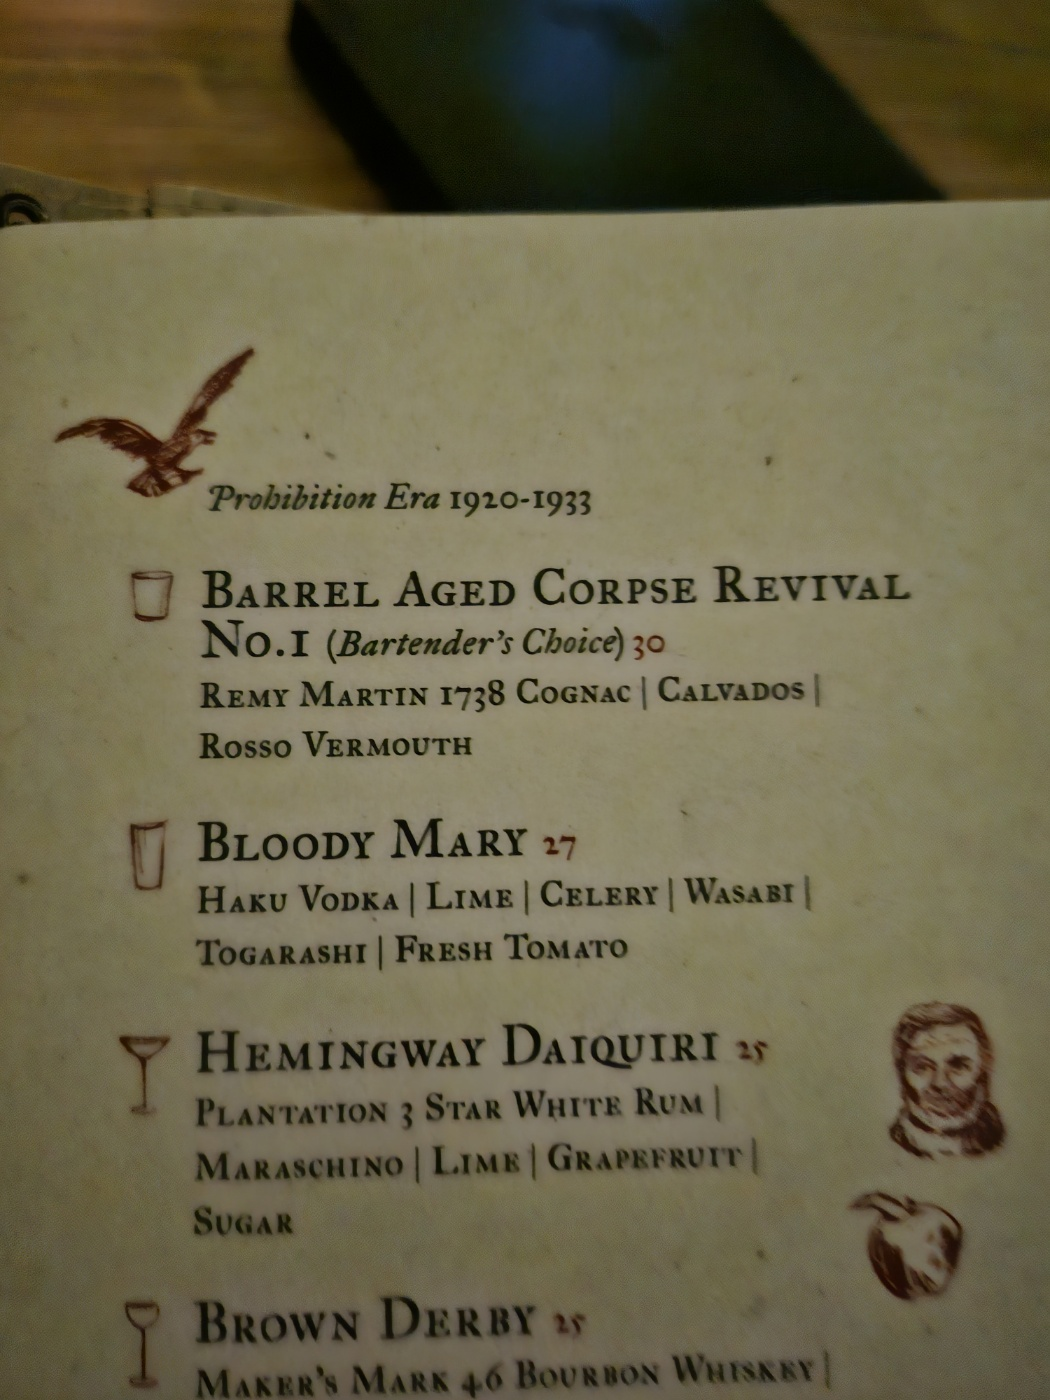 Prohibition Era 1920-1933
Barrel Aged Corpse Revival
No.1 (Bartender's Choice) 30
Remy Martin 1738 Cognac | Calvados |
Rosso Vermouth
Bloody Mary 27
Haku Vodka | Lime | Celery | Wasabi |
Togarashi | Fresh Tomato
Hemingway Daiquiri 25
Plantation 3 Star White Rum |
Maraschino | Lime | Grapefruit |
Sugar
Brown Derby 25
Maker's Mark 46 Bourbon Whiskey |